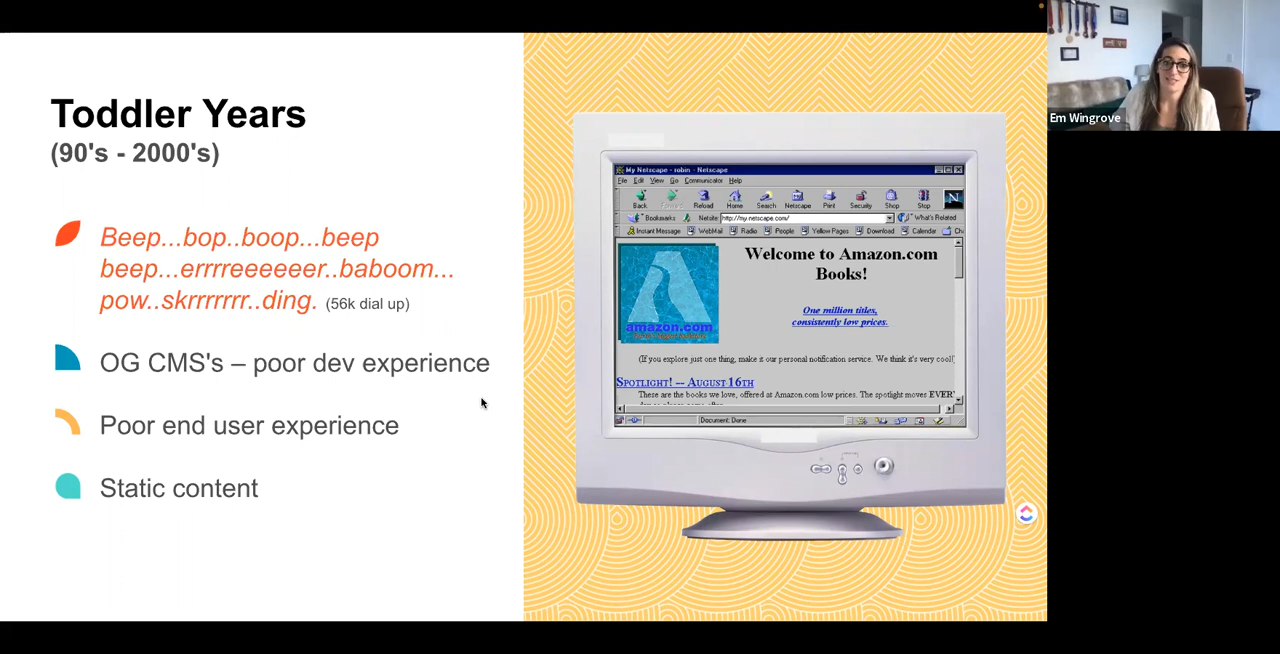 Toddler Years
(90's - 2000's)
Beep...bop..boop...beep
beep...errrreeeeeer..baboom...
pow..skrrrrrrr..ding. (56k dial up)
OG CMS's – poor dev experience
Poor end user experience
Static content
My Netscape - robin - Netscape
File Edit View Go Communicator Help
Back Forward Reload Home Search Netscape Print Security Shop Stop
N
Bookmarks Netsite: http://my.netscape.com/ What's Related
Instant Message WebMail Radio People Yellow Pages Download Calendar
Welcome to Amazon.com
Books!
One million titles,
consistently low prices.
amazon.com
(If you explore just one thing, make it our personal notification service. We think it's very cool!
SPOTLIGHT! -- AUGUST 16TH
These are the books we love, offered at Amazon.com low prices. The spotlight moves EVERY
Document: Done
Em Wingrove